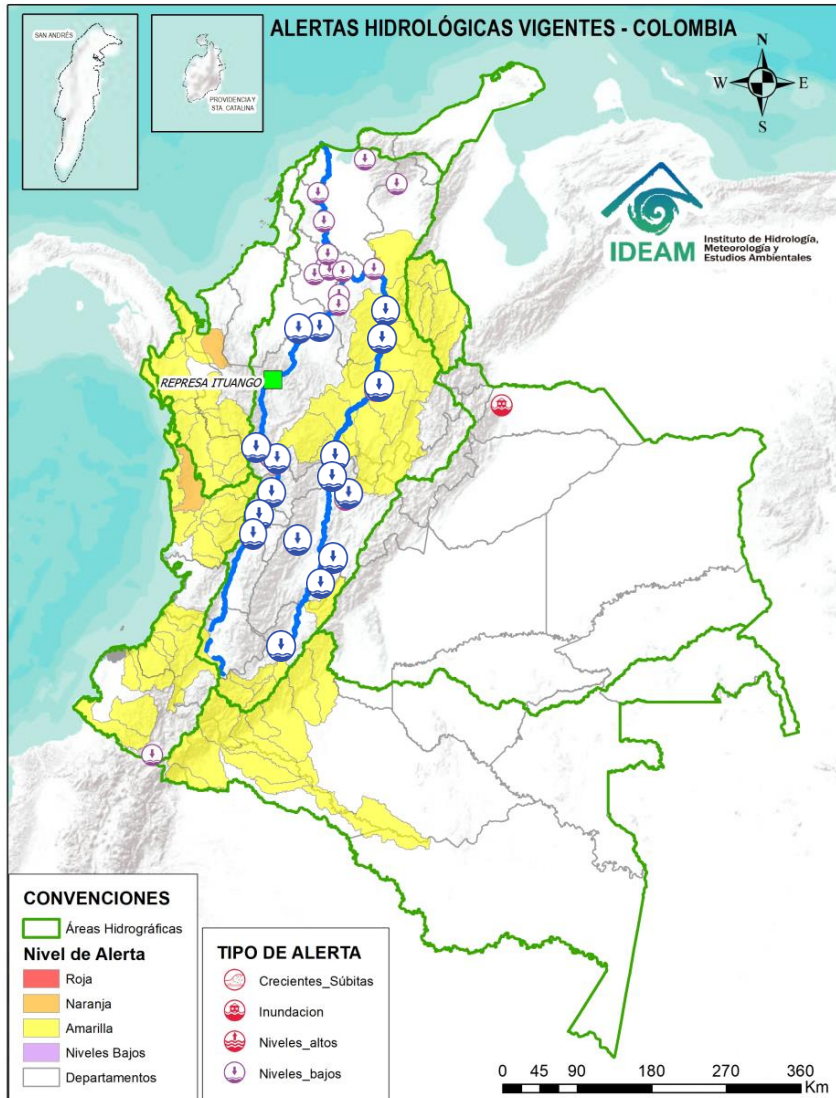 ALERTAS HIDROLÓGICAS VIGENTES - COLOMBIA
SAN ANDRÉS
PROVIDENCIA Y
STA. CATALINA
N
W
E
S
IDEAM
Instituto de Hidrología,
Meteorología y
Estudios Ambientales
REPRESA ITUANGO
CONVENCIONES
Áreas Hidrográficas
Nivel de Alerta
Roja
Naranja
Amarilla
Niveles Bajos
Departamentos
TIPO DE ALERTA
Crecientes_Súbitas
Inundacion
Niveles_altos
Niveles_bajos
0 45 90 180 270 360
Km